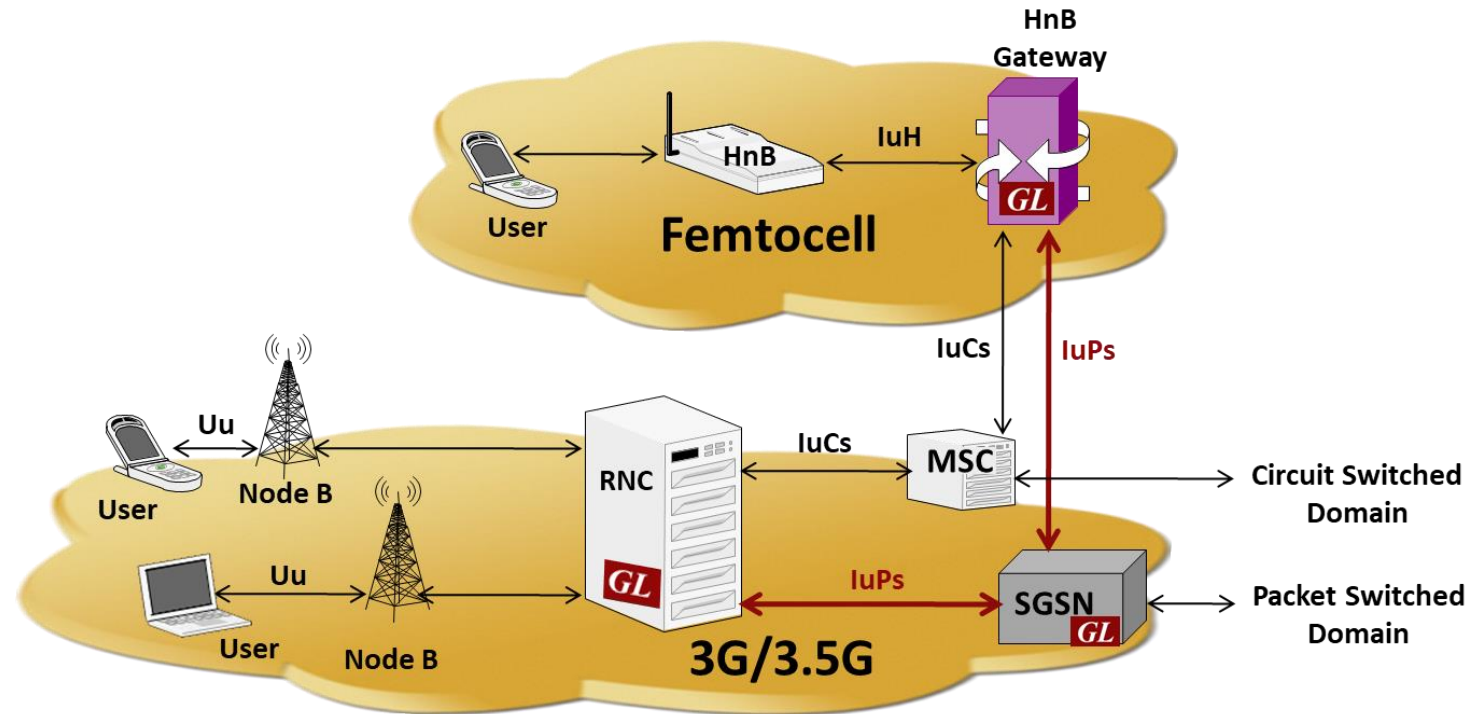 HnB
Gateway
IuH
HnB
GL
User
Femtocell
IuCs
IuPs
Uu
User
Node B
RNC
IuCs
MSC
Circuit Switched
Domain
Uu
User
Node B
GL
IuPs
SGSN
GL
Packet Switched
Domain
3G/3.5G